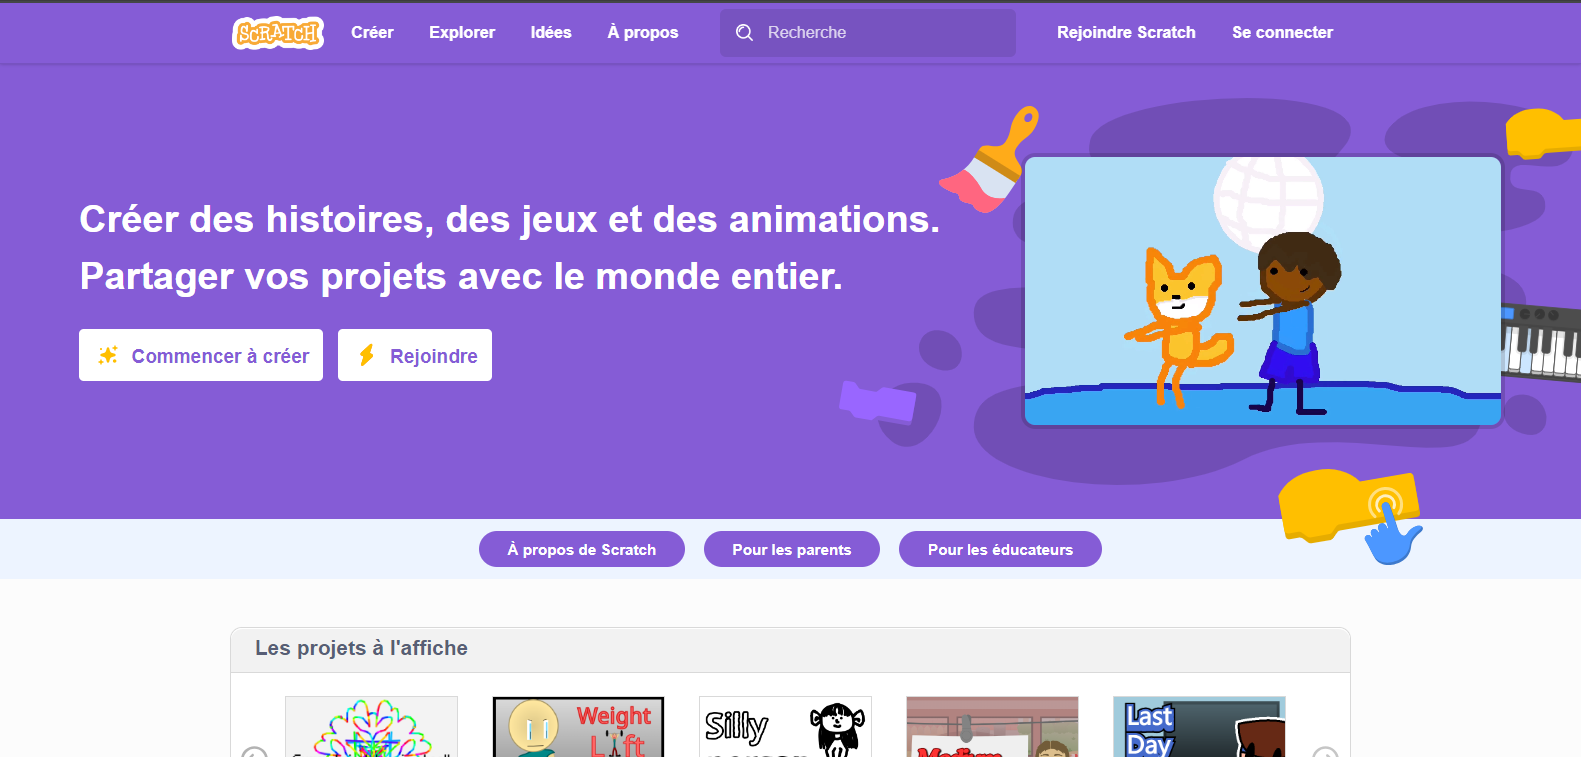 SCRATCH
Créer
Explorer
Idées
À propos
Recherche
Rejoindre Scratch
Se connecter
Créer des histoires, des jeux et des animations.
Partager vos projets avec le monde entier.
Commencer à créer
Rejoindre
À propos de Scratch
Pour les parents
Pour les éducateurs
Les projets à l'affiche
Weight
Lift
Silly
Last
Day